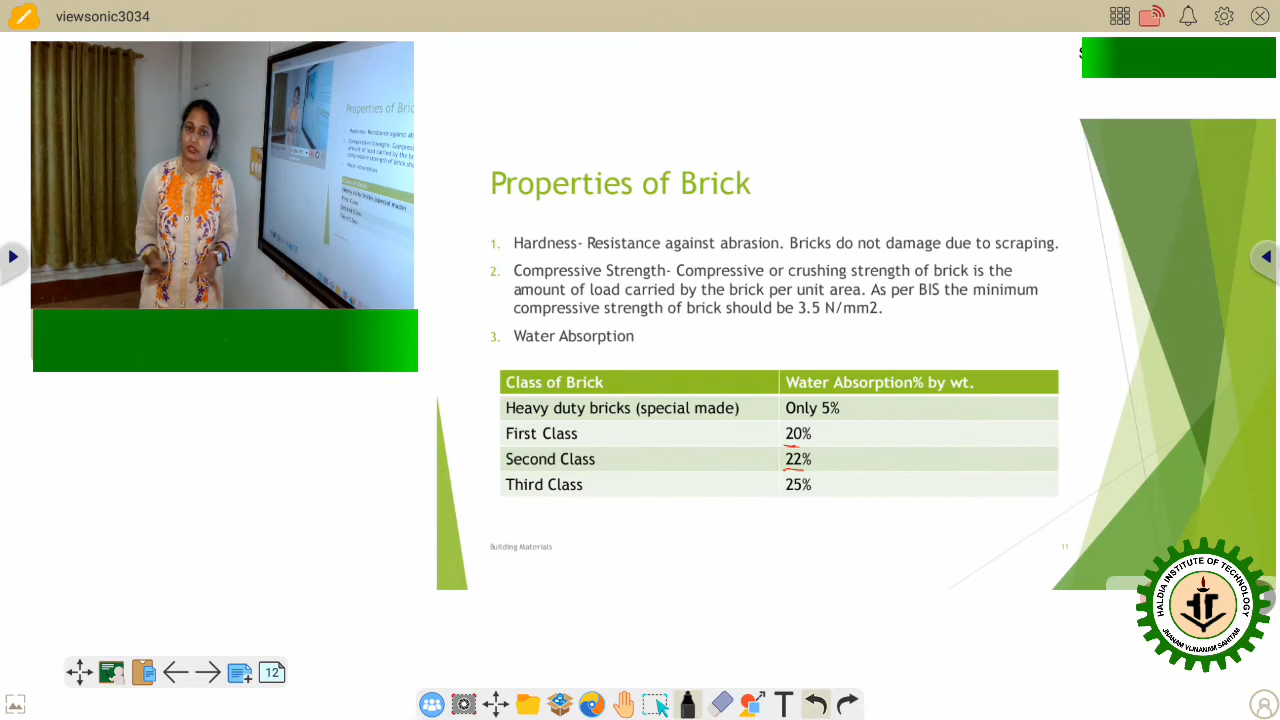 viewsonic3034
Properties of Brick
1. Hardness- Resistance against abrasion. Bricks do not damage due to scraping.
2. Compressive Strength- Compressive or crushing strength of brick is the
amount of load carried by the brick per unit area. As per BIS the minimum
compressive strength of brick should be 3.5 N/mm2.
3. Water Absorption
Class of Brick Water Absorption% by wt.
Heavy duty bricks (special made) Only 5%
First Class 20%
Second Class 22%
Third Class 25%
Building Materials 11
HALDIA INSTITUTE OF TECHNOLOGY
JNANAM VIJNANAM SAHITAM
12